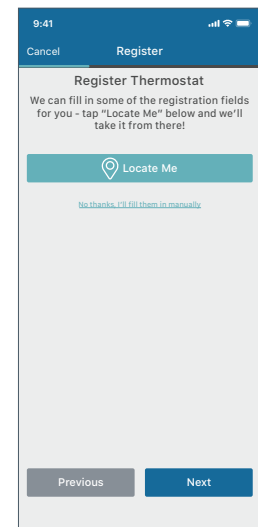 9:41
Cancel Register
Register Thermostat
We can fill in some of the registration fields
for you - tap "Locate Me" below and we'll
take it from there!
Locate Me
No thanks, I'll fill them in manually
Previous Next